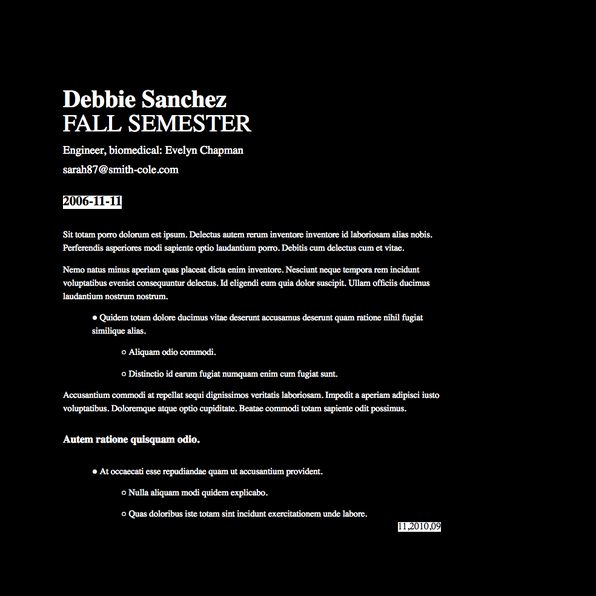 Debbie Sanchez
FALL SEMESTER
Engineer, biomedical: Evelyn Chapman
sarah87@smith-cole.com
2006-11-11
Sit totam porro dolorum est ipsum. Delectus autem rerum inventore inventore id laboriosam alias nobis.
Perferendis asperiores modi sapiente optio laudantium porro. Debitis cum delectus cum et vitae.
Nemo natus minus aperiam quas placeat dicta enim inventore. Nesciunt neque tempora rem incidunt
voluptatibus eveniet consequuntur delectus. Id eligendi eum quia dolor suscipit. Ullam officiis ducimus
laudantium nostrum nostrum.
● Quidem totam dolore ducimus vitae deserunt accusamus deserunt quam ratione nihil fugiat
similique alias.
○ Aliquam odio commodi.
○ Distinctio id earum fugiat numquam enim cum fugiat sunt.
Accusantium commodi at repellat sequi dignissimos veritatis laboriosam. Impedit a aperiam adipisci iusto
voluptatibus. Doloremque atque optio cupiditate. Beatae commodi totam sapiente odit possimus.
Autem ratione quisquam odio.
● At occaecati esse repudiandae quam ut accusantium provident.
○ Nulla aliquam modi quidem explicabo.
○ Quas doloribus iste totam sint incidunt exercitationem unde labore.
11,2010,09